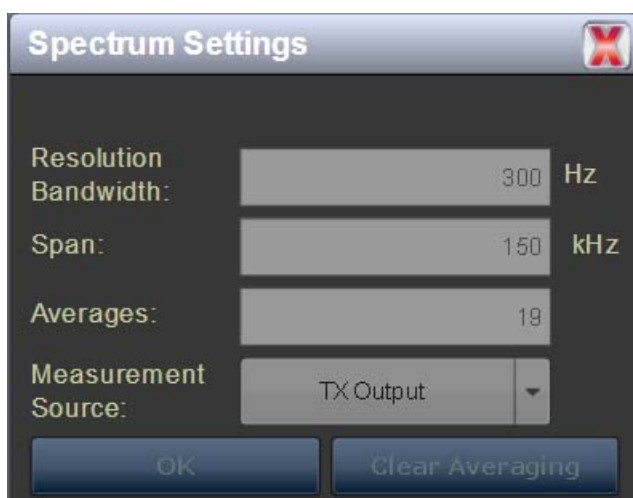 Spectrum Settings
X
Resolution
Bandwidth:
300 Hz
Span:
150 kHz
Averages:
19
Measurement
Source:
TX Output
OK
Clear Averaging